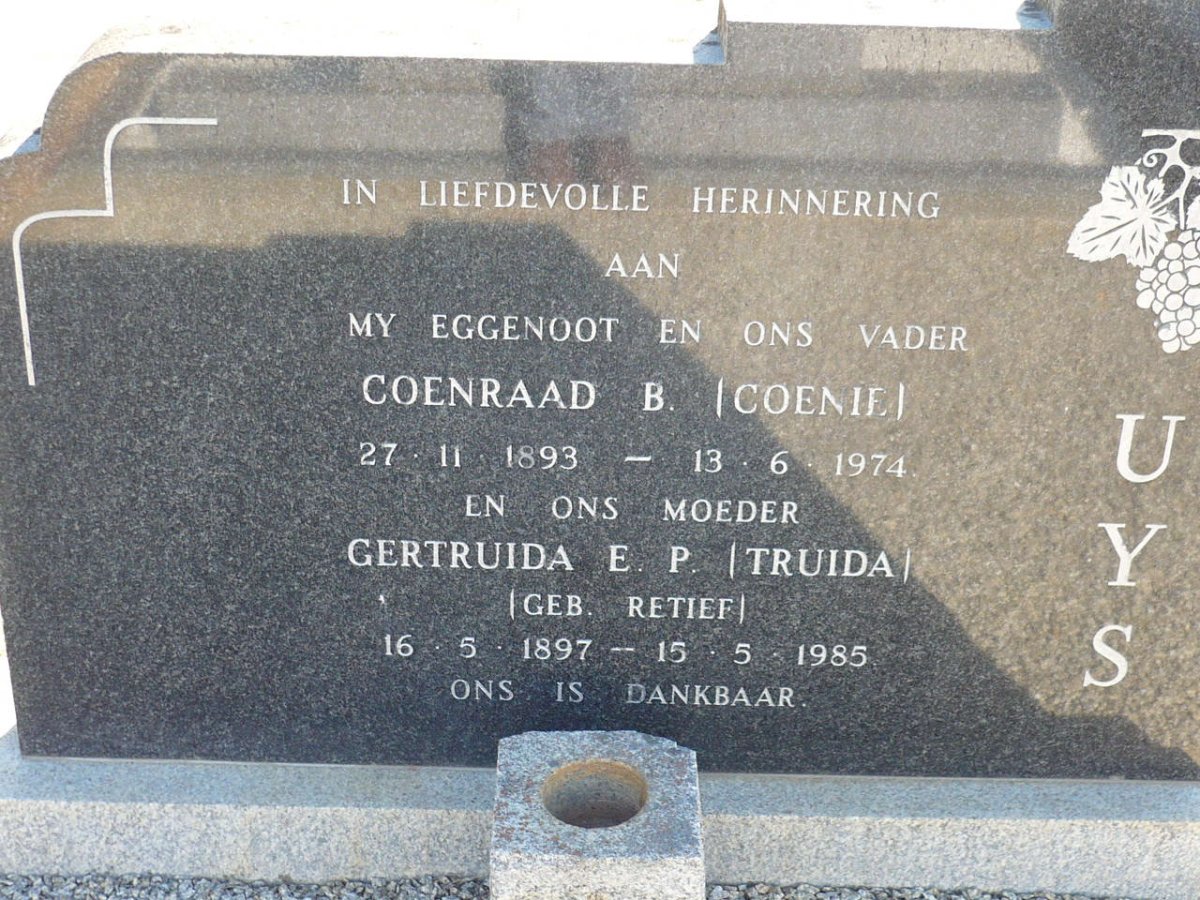 IN LIEFDEVOLLE HERINNERING
AAN
MY EGGENOOT EN ONS VADER
COENRAAD B. (COENIE)
27 · 11 · 1893 – 13 · 6 · 1974.
EN ONS MOEDER
GERTRUIDA E. P. (TRUIDA)
(GEB. RETIEF)
16 · 5 · 1897 – 15 · 5 · 1985.
ONS IS DANKBAAR.
UYS